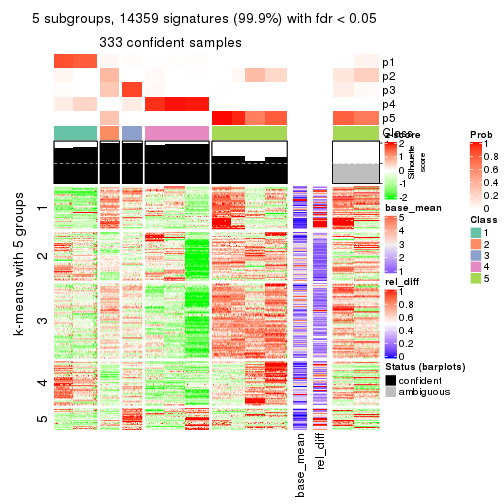 5 subgroups, 14359 signatures (99.9%) with fdr < 0.05
333 confident samples
p1
p2
p3
p4
p5
Class
z-score
2
1
0
-1
-2
Silhouette
score
base_mean
5
4
3
2
1
rel_diff
1
0.8
0.6
0.4
0.2
0
Status (barplots)
confident
ambiguous
Prob
1
0.8
0.6
0.4
0.2
0
Class
1
2
3
4
5
k-means with 5 groups
1
2
3
4
5
base_mean
rel_diff